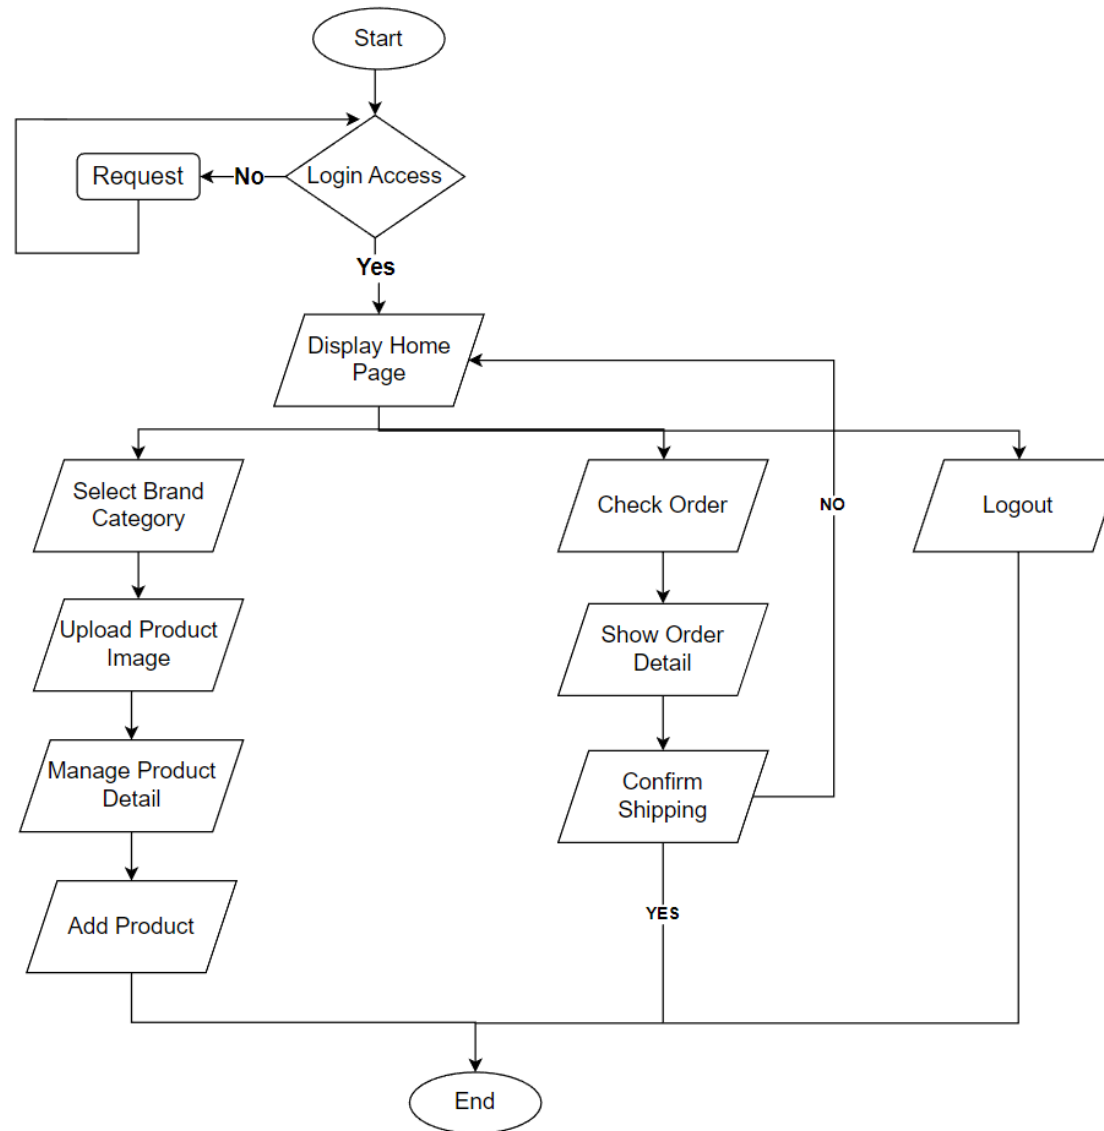 Start
Login Access
No
Request
Yes
Display Home
Page
Select Brand
Category
Check Order
NO
Logout
Upload Product
Image
Show Order
Detail
Manage Product
Detail
Confirm
Shipping
Add Product
YES
End